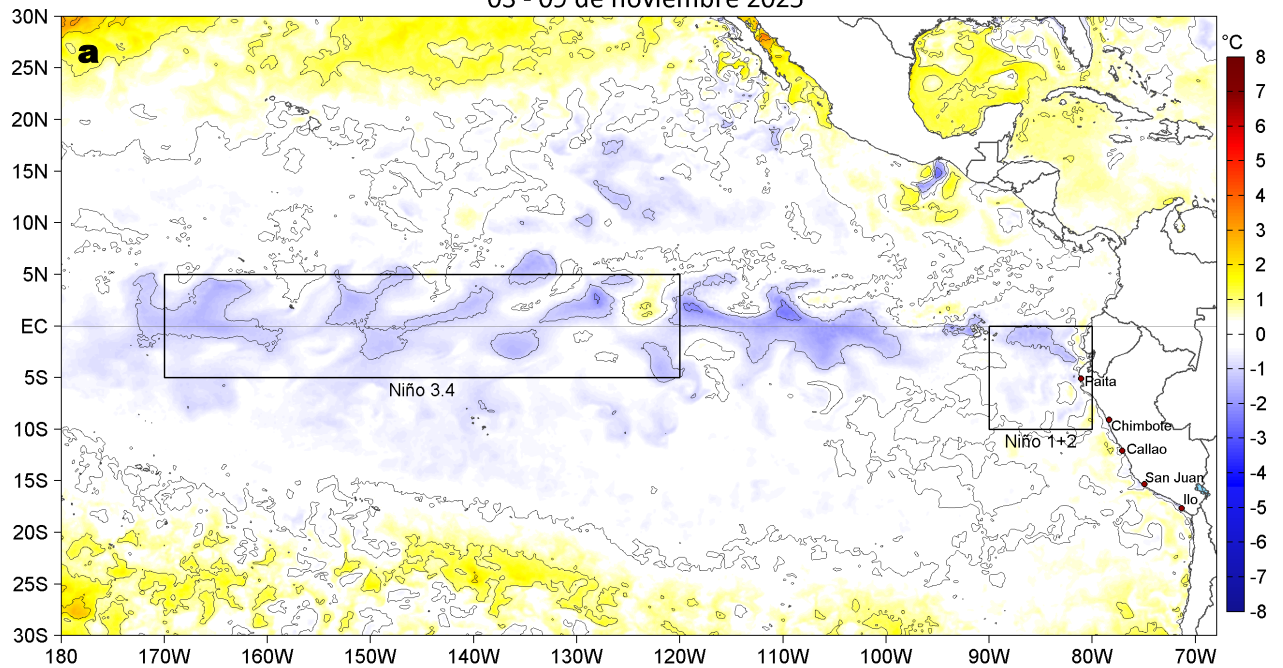 03 - 09 de noviembre 2025
a
°C
30N
25N
20N
15N
10N
5N
EC
5S
10S
15S
20S
25S
30S
180
170W
160W
150W
140W
130W
120W
110W
100W
90W
80W
70W
Niño 3.4
Niño 1+2
Paita
Chimbote
Callao
San Juan
Ilo
8
7
6
5
4
3
2
1
0
-1
-2
-3
-4
-5
-6
-7
-8